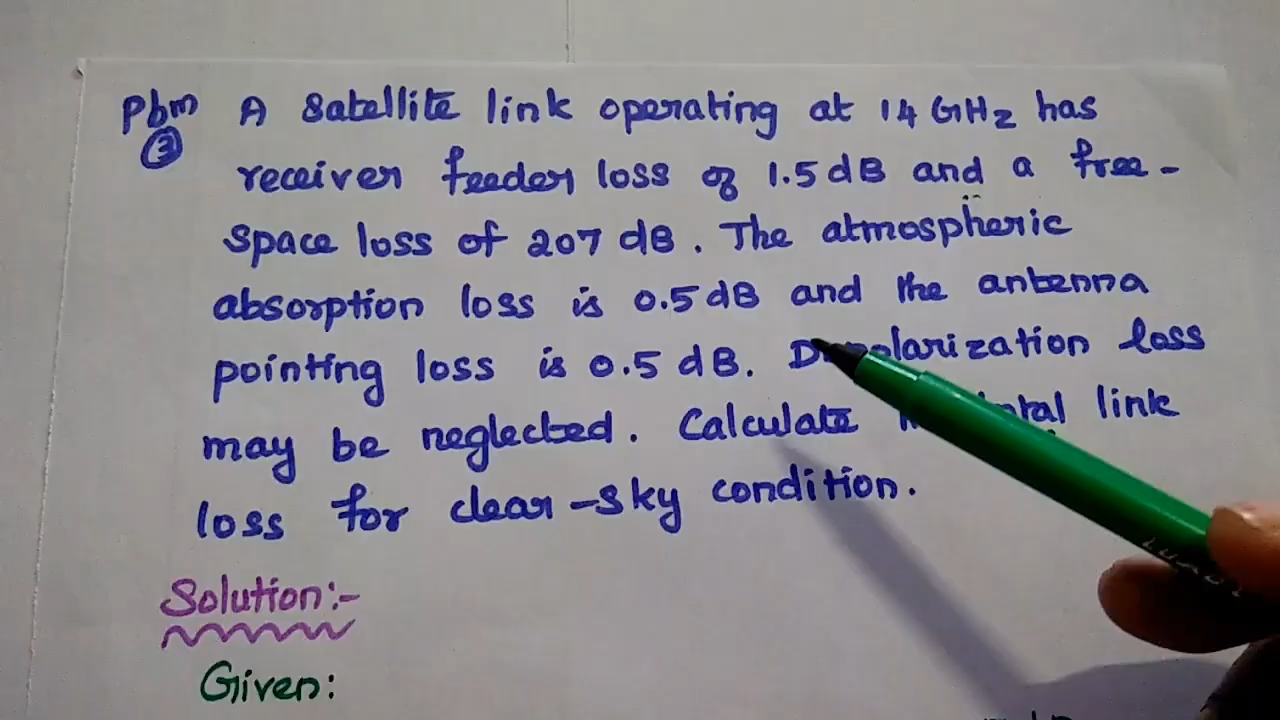 Pbm A Satellite link operating at 14 GHz has
3 receiver feeder loss of 1.5 dB and a free-
space loss of 207 dB. The atmospheric
absorption loss is 0.5 dB and the antenna
pointing loss is 0.5 dB. loss
may be neglected. Calculate link
loss for clear-sky condition.
Solution:-
Given: